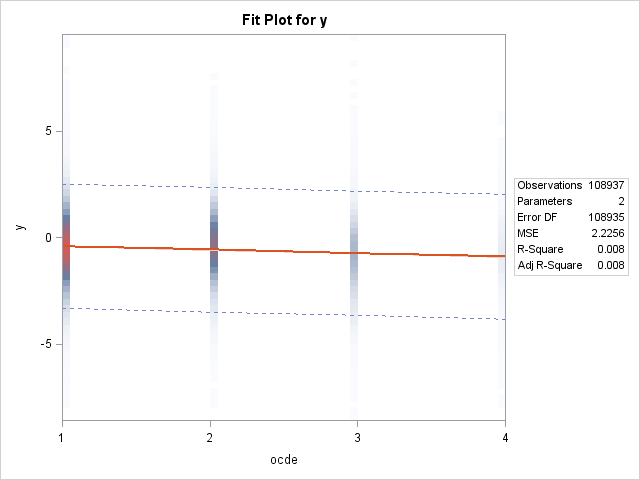 Fit Plot for y
5
0
-5
y
1 2 3 4
ocde
Observations 108937
Parameters 2
Error DF 108935
MSE 2.2256
R-Square 0.008
Adj R-Square 0.008